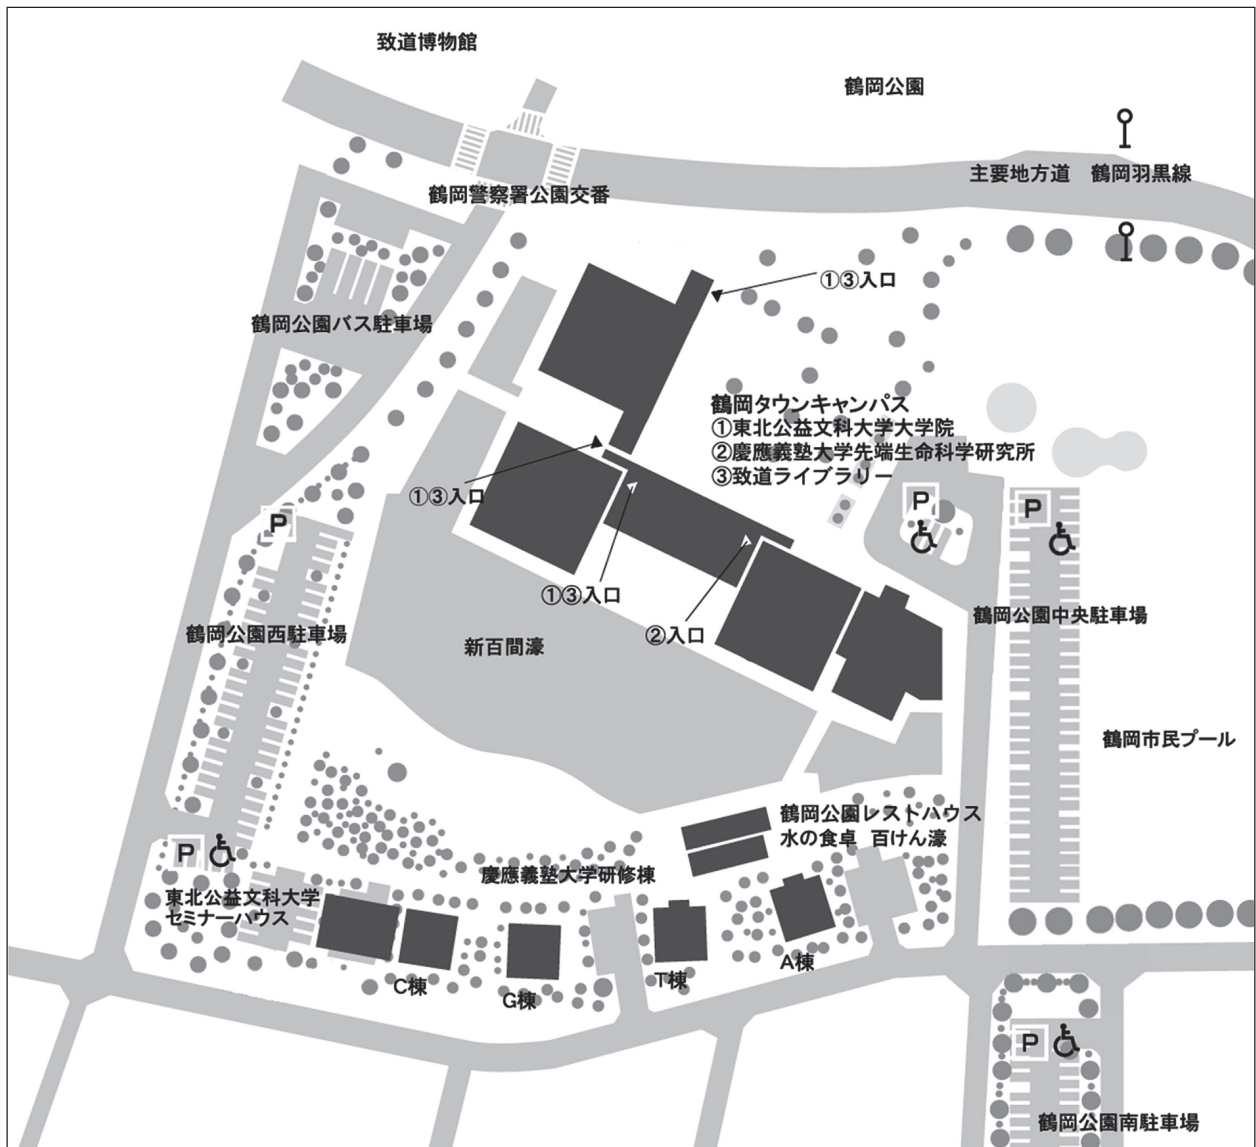 致道博物館
鶴岡公園
主要地方道　鶴岡羽黒線
鶴岡警察署公園交番
①③入口
鶴岡公園バス駐車場
鶴岡タウンキャンパス
①東北公益文科大学大学院
②慶應義塾大学先端生命科学研究所
③致道ライブラリー
①③入口
P
P
P
①③入口
鶴岡公園中央駐車場
鶴岡公園西駐車場
②入口
新百間濠
鶴岡市民プール
鶴岡公園レストハウス
水の食卓　百けん濠
P
慶應義塾大学研修棟
東北公益文科大学
セミナーハウス
C棟
G棟
T棟
A棟
P
鶴岡公園南駐車場